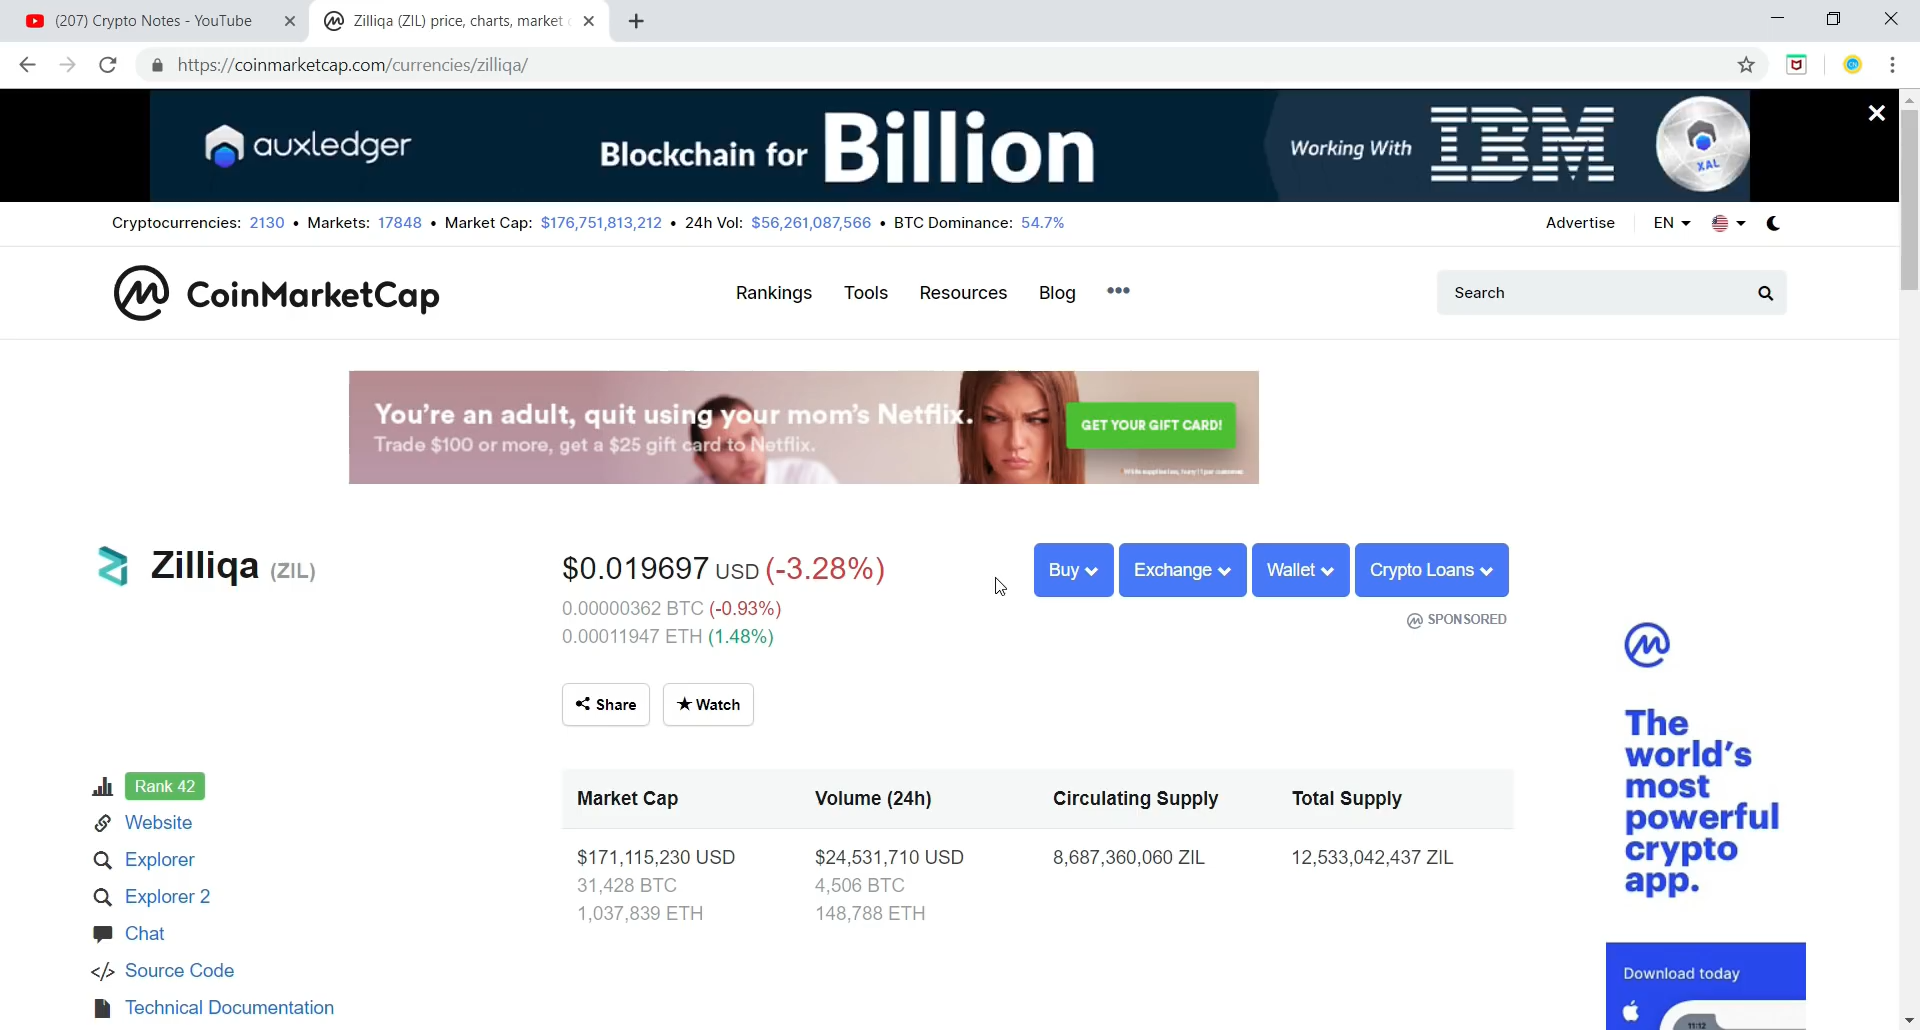 (207) Crypto Notes - YouTube
Zilliqa (ZIL) price, charts, market
https://coinmarketcap.com/currencies/zilliqa/
auxledger
Blockchain for Billion
Working With IBM
XAL
Cryptocurrencies: 2130 • Markets: 17848 • Market Cap: $176,751,813,212 • 24h Vol: $56,261,087,566 • BTC Dominance: 54.7%
Advertise
EN
CoinMarketCap
Rankings
Tools
Resources
Blog
•••
Search
You're an adult, quit using your mom's Netflix.
Trade $100 or more, get a $25 gift card to Netflix.
GET YOUR GIFT CARD!
Zilliqa (ZIL)
$0.019697 USD (-3.28%)
0.00000362 BTC (-0.93%)
0.00011947 ETH (1.48%)
Buy
Exchange
Wallet
Crypto Loans
SPONSORED
Share
Watch
Rank 42
Website
Explorer
Explorer 2
Chat
Source Code
Technical Documentation
Market Cap Volume (24h) Circulating Supply Total Supply
$171,115,230 USD $24,531,710 USD 8,687,360,060 ZIL 12,533,042,437 ZIL
31,428 BTC 4,506 BTC
1,037,839 ETH 148,788 ETH
The
world's
most
powerful
crypto
app.
Download today
11:12